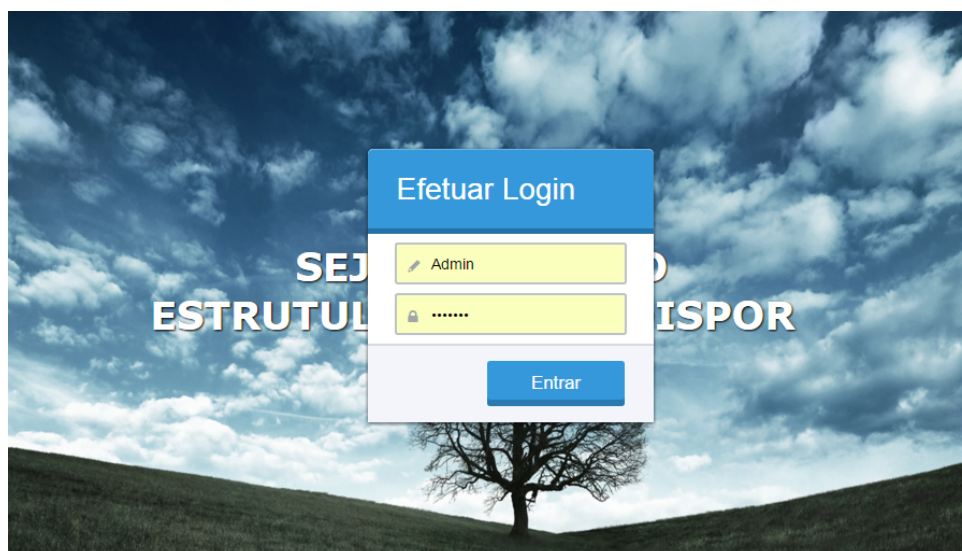 Efetuar Login
Admin
•••••••
SEJ
ESTRUTUL ISPOR
Entrar